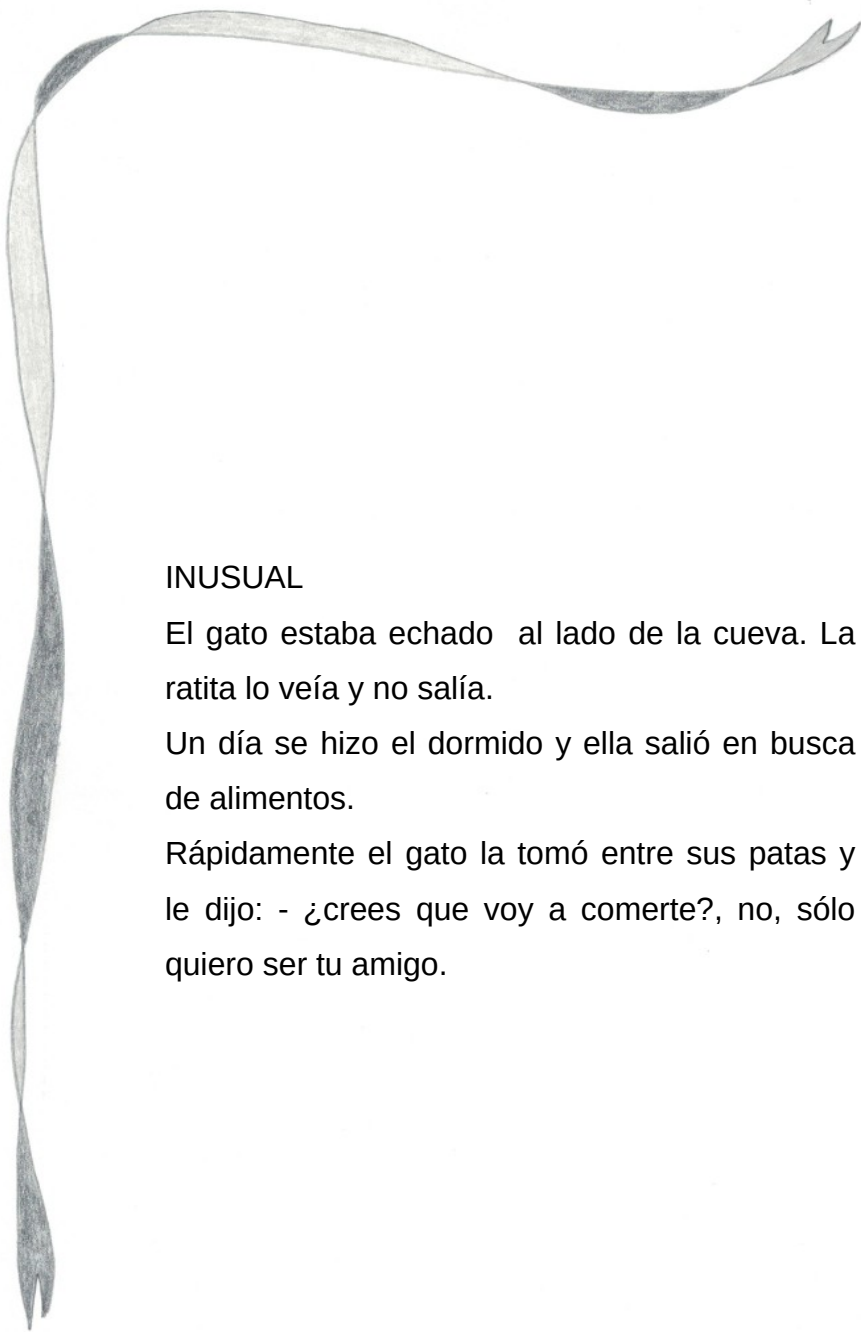 INUSUAL
El gato estaba echado  al lado de la cueva. La
ratita lo veía y no salía.
Un día se hizo el dormido y ella salió en busca
de alimentos.
Rápidamente el gato la tomó entre sus patas y
le dijo: - ¿crees que voy a comerte?, no, sólo
quiero ser tu amigo.